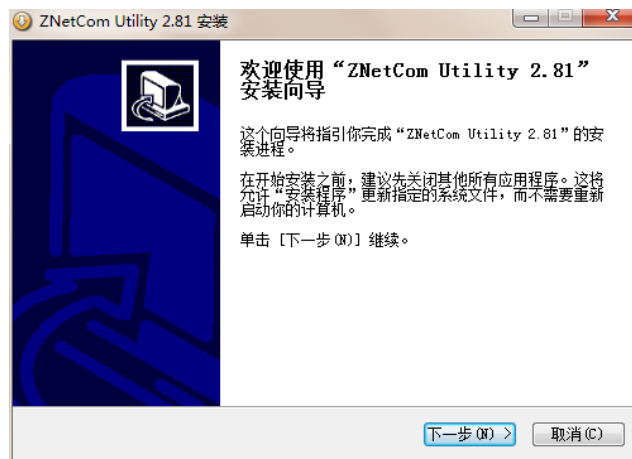 ZNetCom Utility 2.81 安装
欢迎使用“ZNetCom Utility 2.81”
安装向导
这个向导将指引你完成“ZNetCom Utility 2.81”的安
装进程。
在开始安装之前，建议先关闭其他所有应用程序。这将
允许“安装程序”更新指定的系统文件，而不需要重新
启动你的计算机。
单击 [下一步(N)] 继续。
下一步(N) >
取消(C)